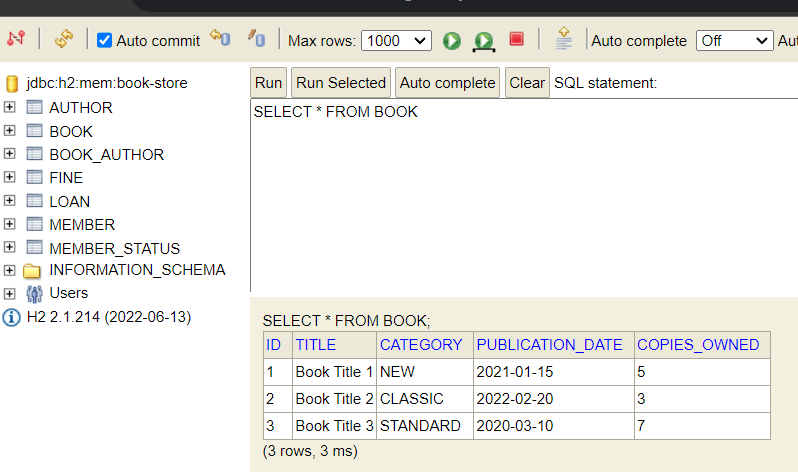 Auto commit Max rows: 1000 Auto complete Off Aut
jdbc:h2:mem:book-store
AUTHOR
BOOK
BOOK_AUTHOR
FINE
LOAN
MEMBER
MEMBER_STATUS
INFORMATION_SCHEMA
Users
H2 2.1.214 (2022-06-13)
Run Run Selected Auto complete Clear SQL statement:
SELECT * FROM BOOK
SELECT * FROM BOOK;
ID TITLE CATEGORY PUBLICATION_DATE COPIES_OWNED
1 Book Title 1 NEW 2021-01-15 5
2 Book Title 2 CLASSIC 2022-02-20 3
3 Book Title 3 STANDARD 2020-03-10 7
(3 rows, 3 ms)